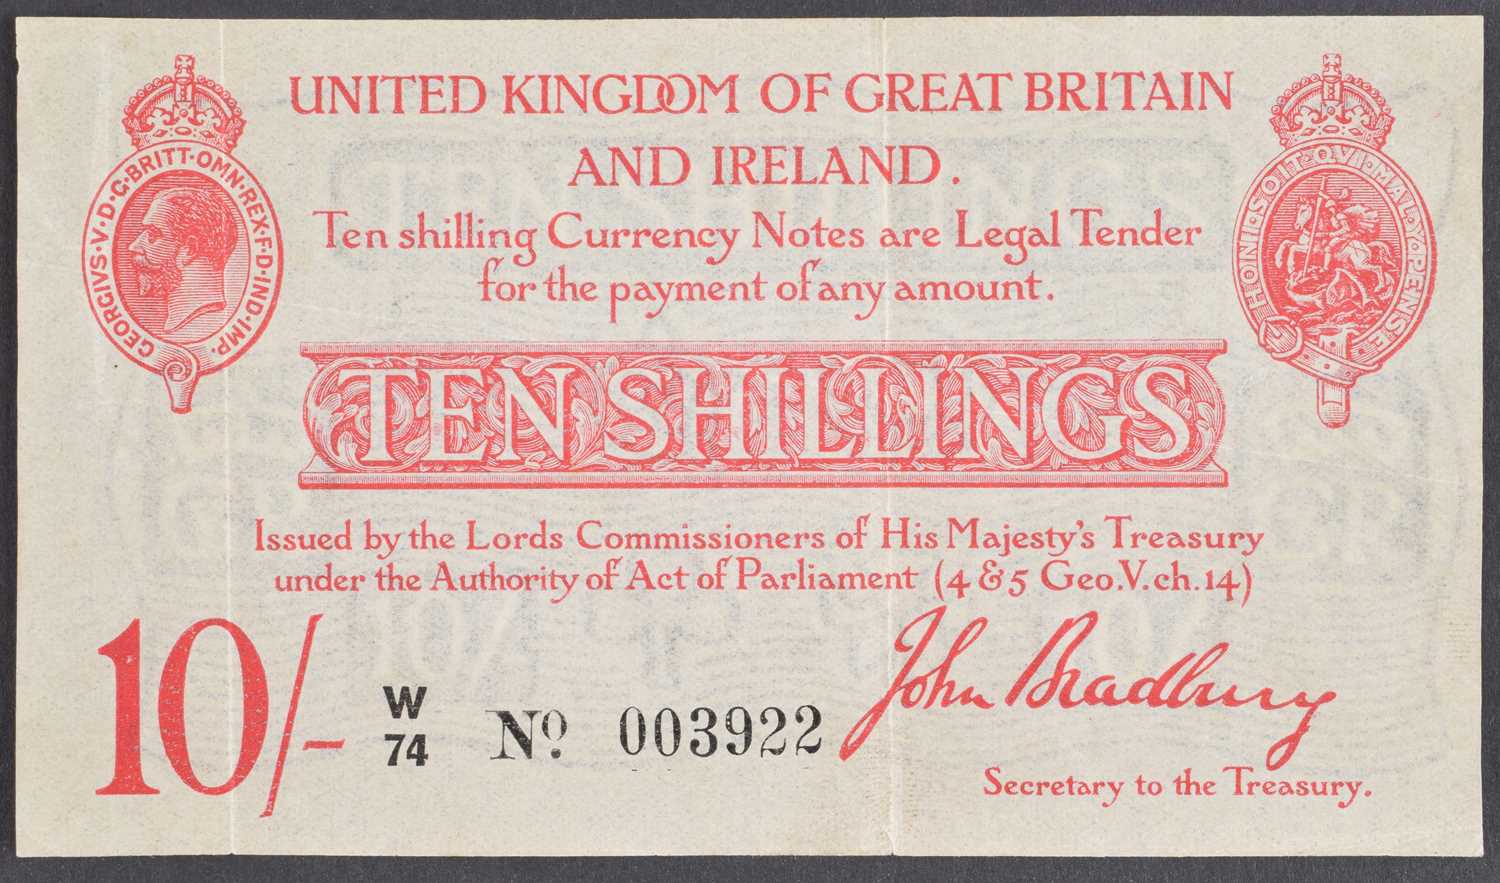 UNITED KINGDOM OF GREAT BRITAIN
AND IRELAND.
GEORGIVS·V·D·G·BRITT·OMN·REX·F·D·IND·IMP·
HONI·SOIT·QVI·MAL·Y·PENSE
Ten shilling Currency Notes are Legal Tender
for the payment of any amount.
TEN SHILLINGS
Issued by the Lords Commissioners of His Majesty's Treasury
under the Authority of Act of Parliament (4 & 5 Geo.V.ch.14)
10/-
W
74
No. 003922
John Bradbury
Secretary to the Treasury.